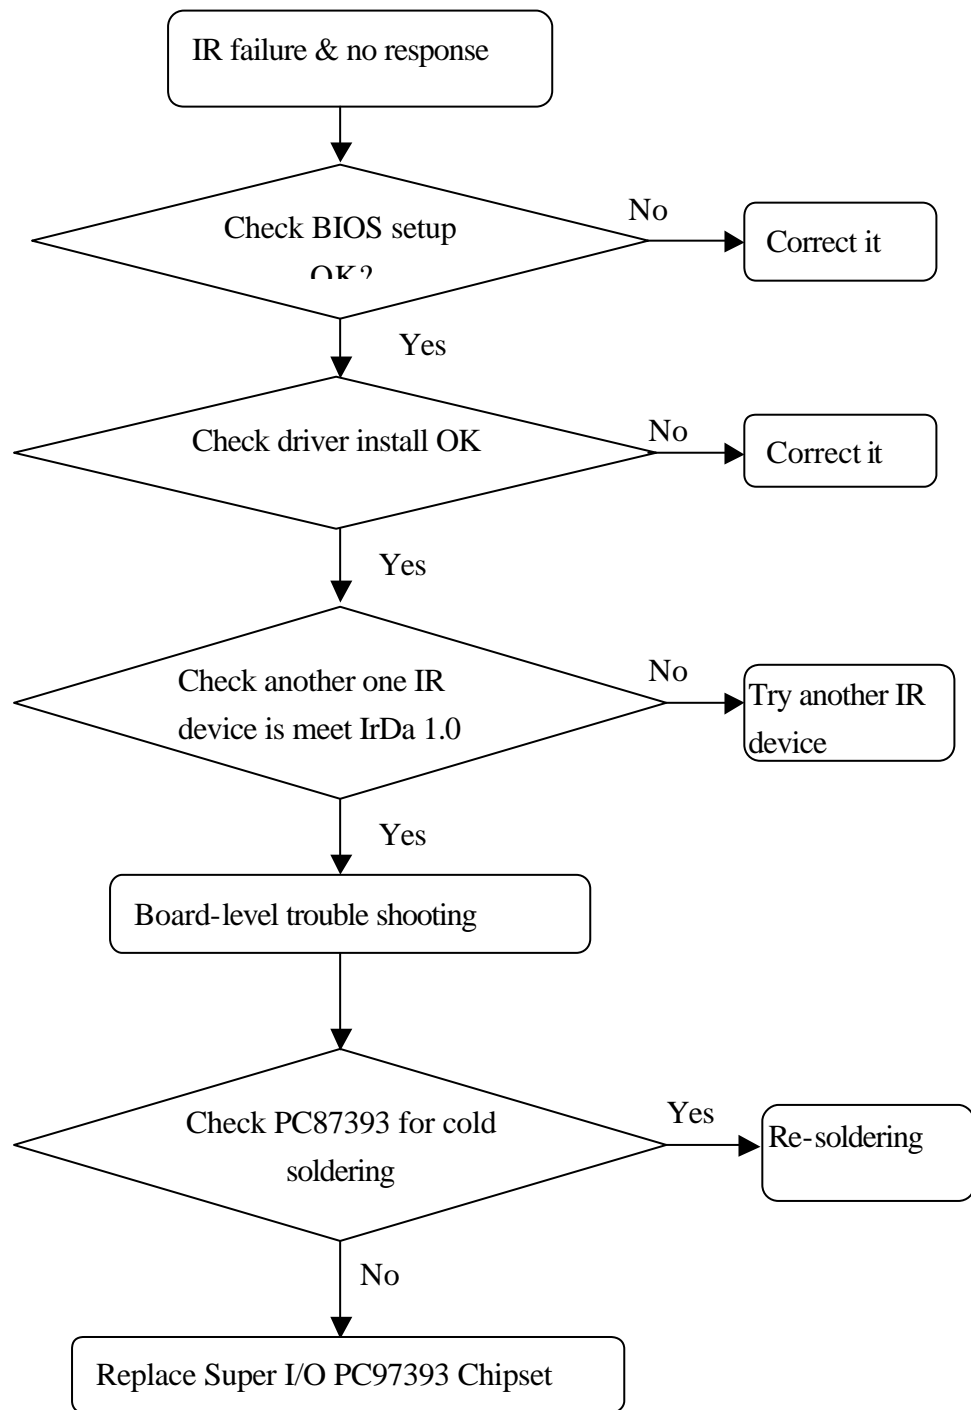 IR failure & no response
Check BIOS setup
OK?
No
Correct it
Yes
Check driver install OK
No
Correct it
Yes
Check another one IR
device is meet IrDa 1.0
No
Try another IR
device
Yes
Board-level trouble shooting
Check PC87393 for cold
soldering
Yes
Re-soldering
No
Replace Super I/O PC97393 Chipset